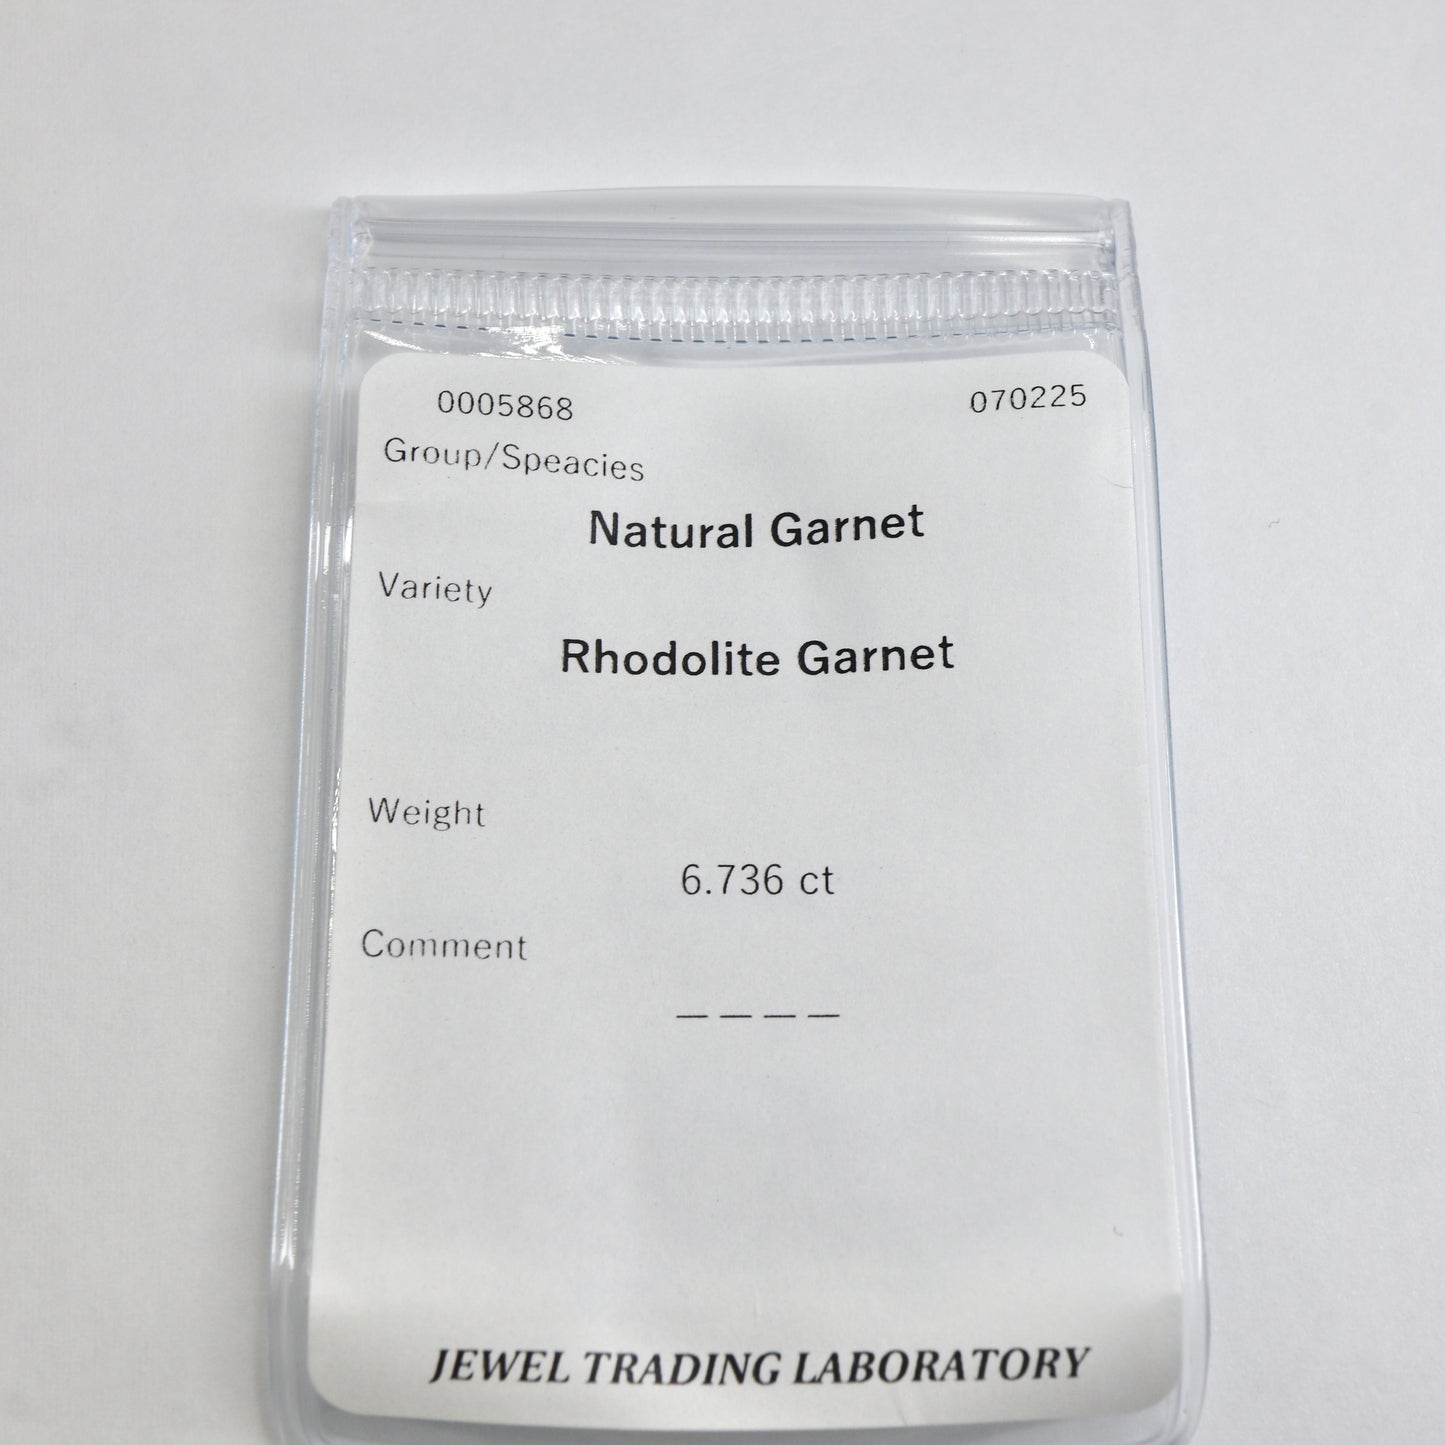 0005868 070225
Group/Speacies
Natural Garnet
Variety
Rhodolite Garnet
Weight
6.736 ct
Comment
————
JEWEL TRADING LABORATORY